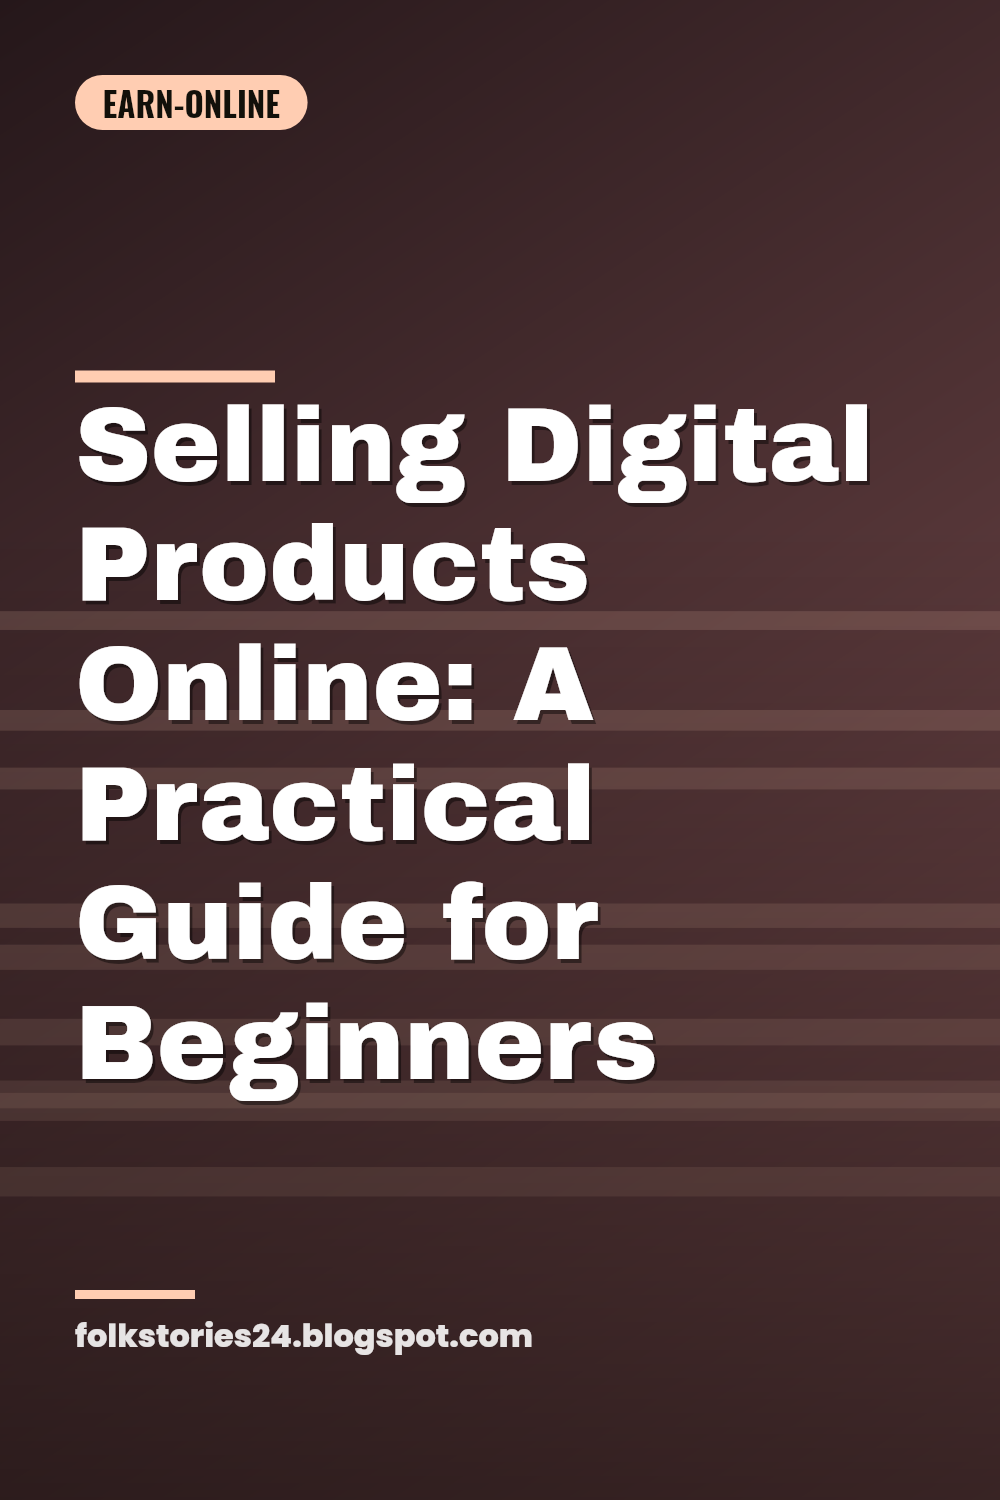 EARN-ONLINE
Selling Digital
Products
Online: A
Practical
Guide for
Beginners
folkstories24.blogspot.com